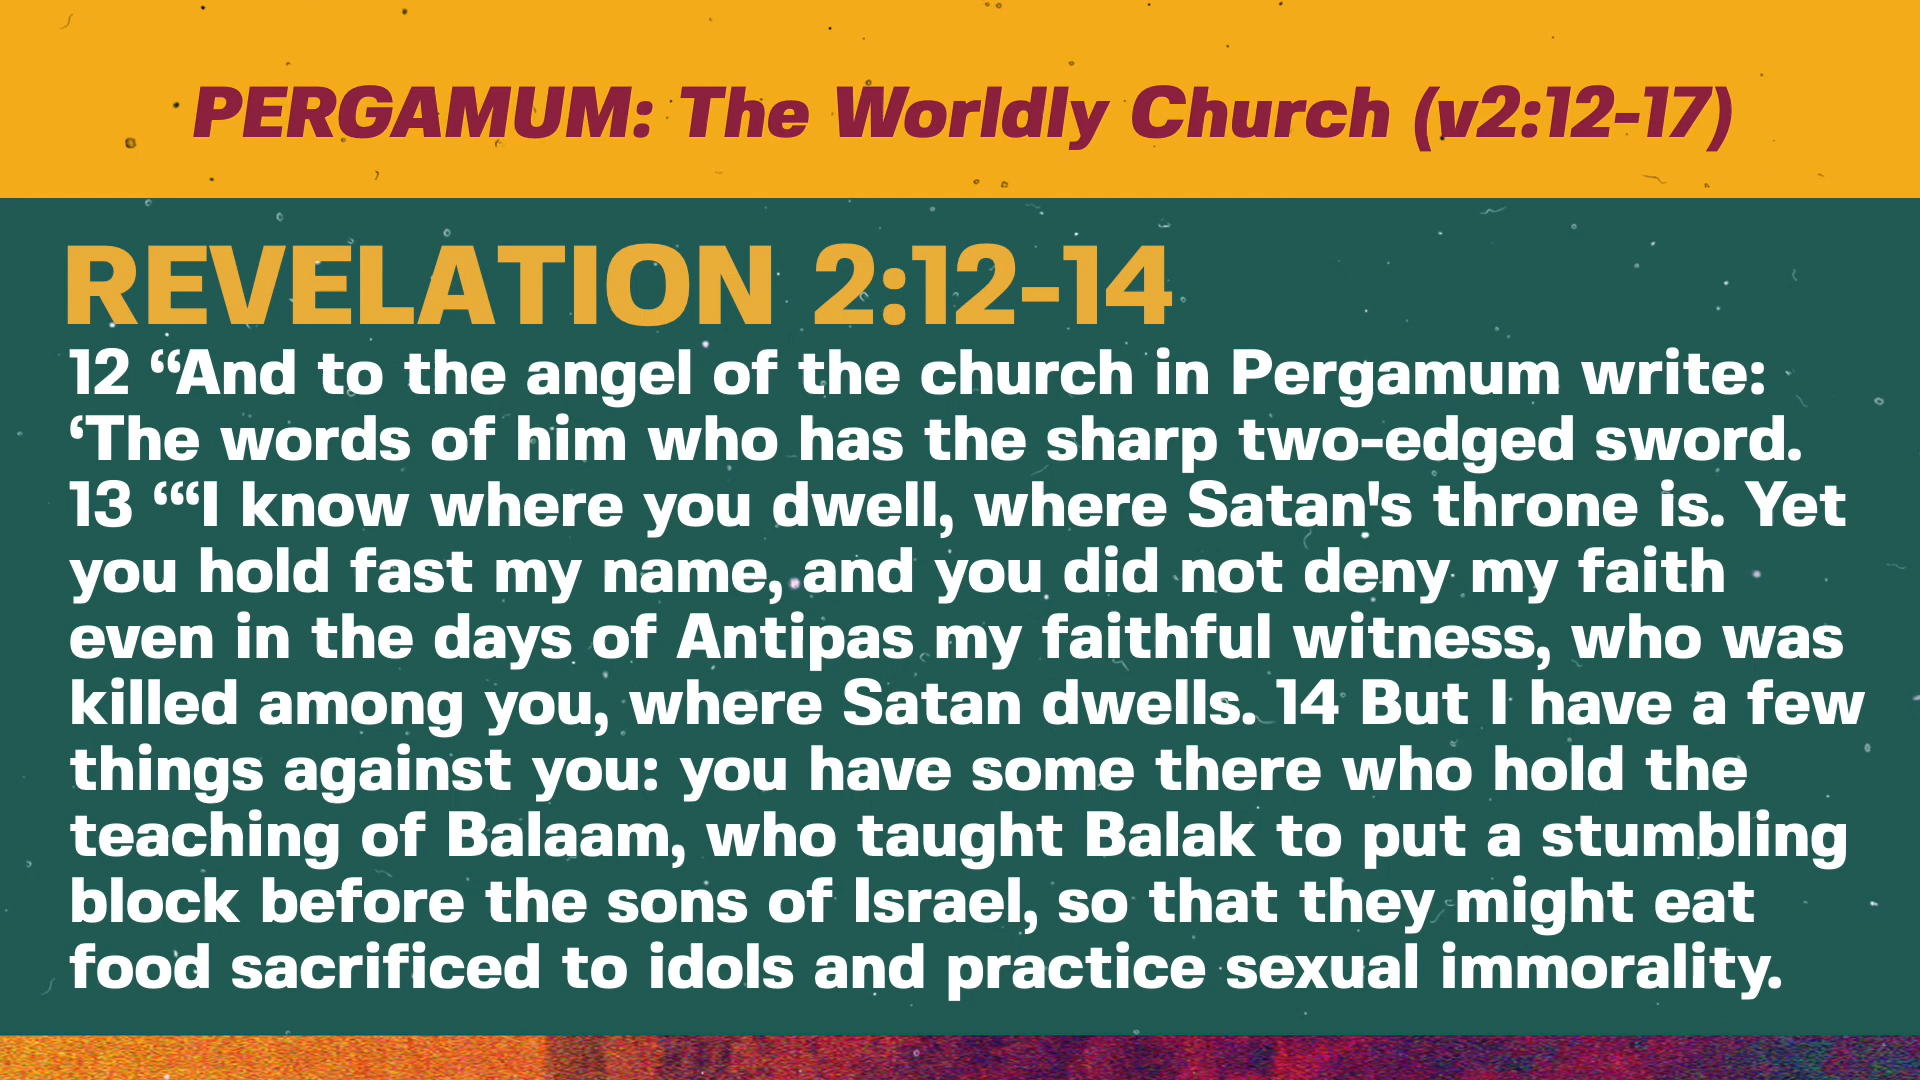 PERGAMUM: The Worldly Church (v2:12-17)
REVELATION 2:12-14
12 “And to the angel of the church in Pergamum write:
‘The words of him who has the sharp two-edged sword.
13 “‘I know where you dwell, where Satan's throne is. Yet
you hold fast my name, and you did not deny my faith
even in the days of Antipas my faithful witness, who was
killed among you, where Satan dwells. 14 But I have a few
things against you: you have some there who hold the
teaching of Balaam, who taught Balak to put a stumbling
block before the sons of Israel, so that they might eat
food sacrificed to idols and practice sexual immorality.